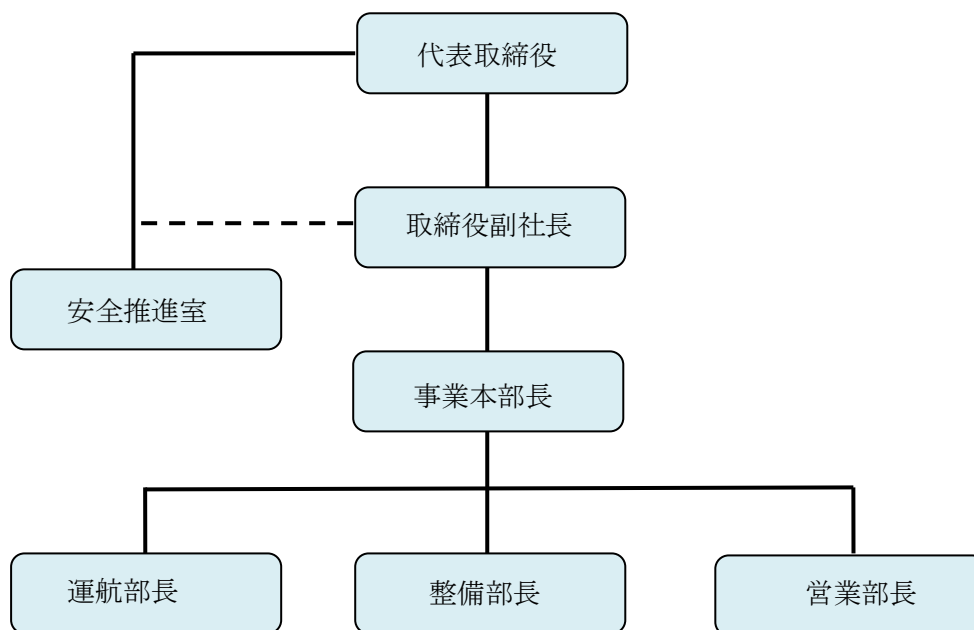 代表取締役
取締役副社長
安全推進室
事業本部長
運航部長
整備部長
営業部長